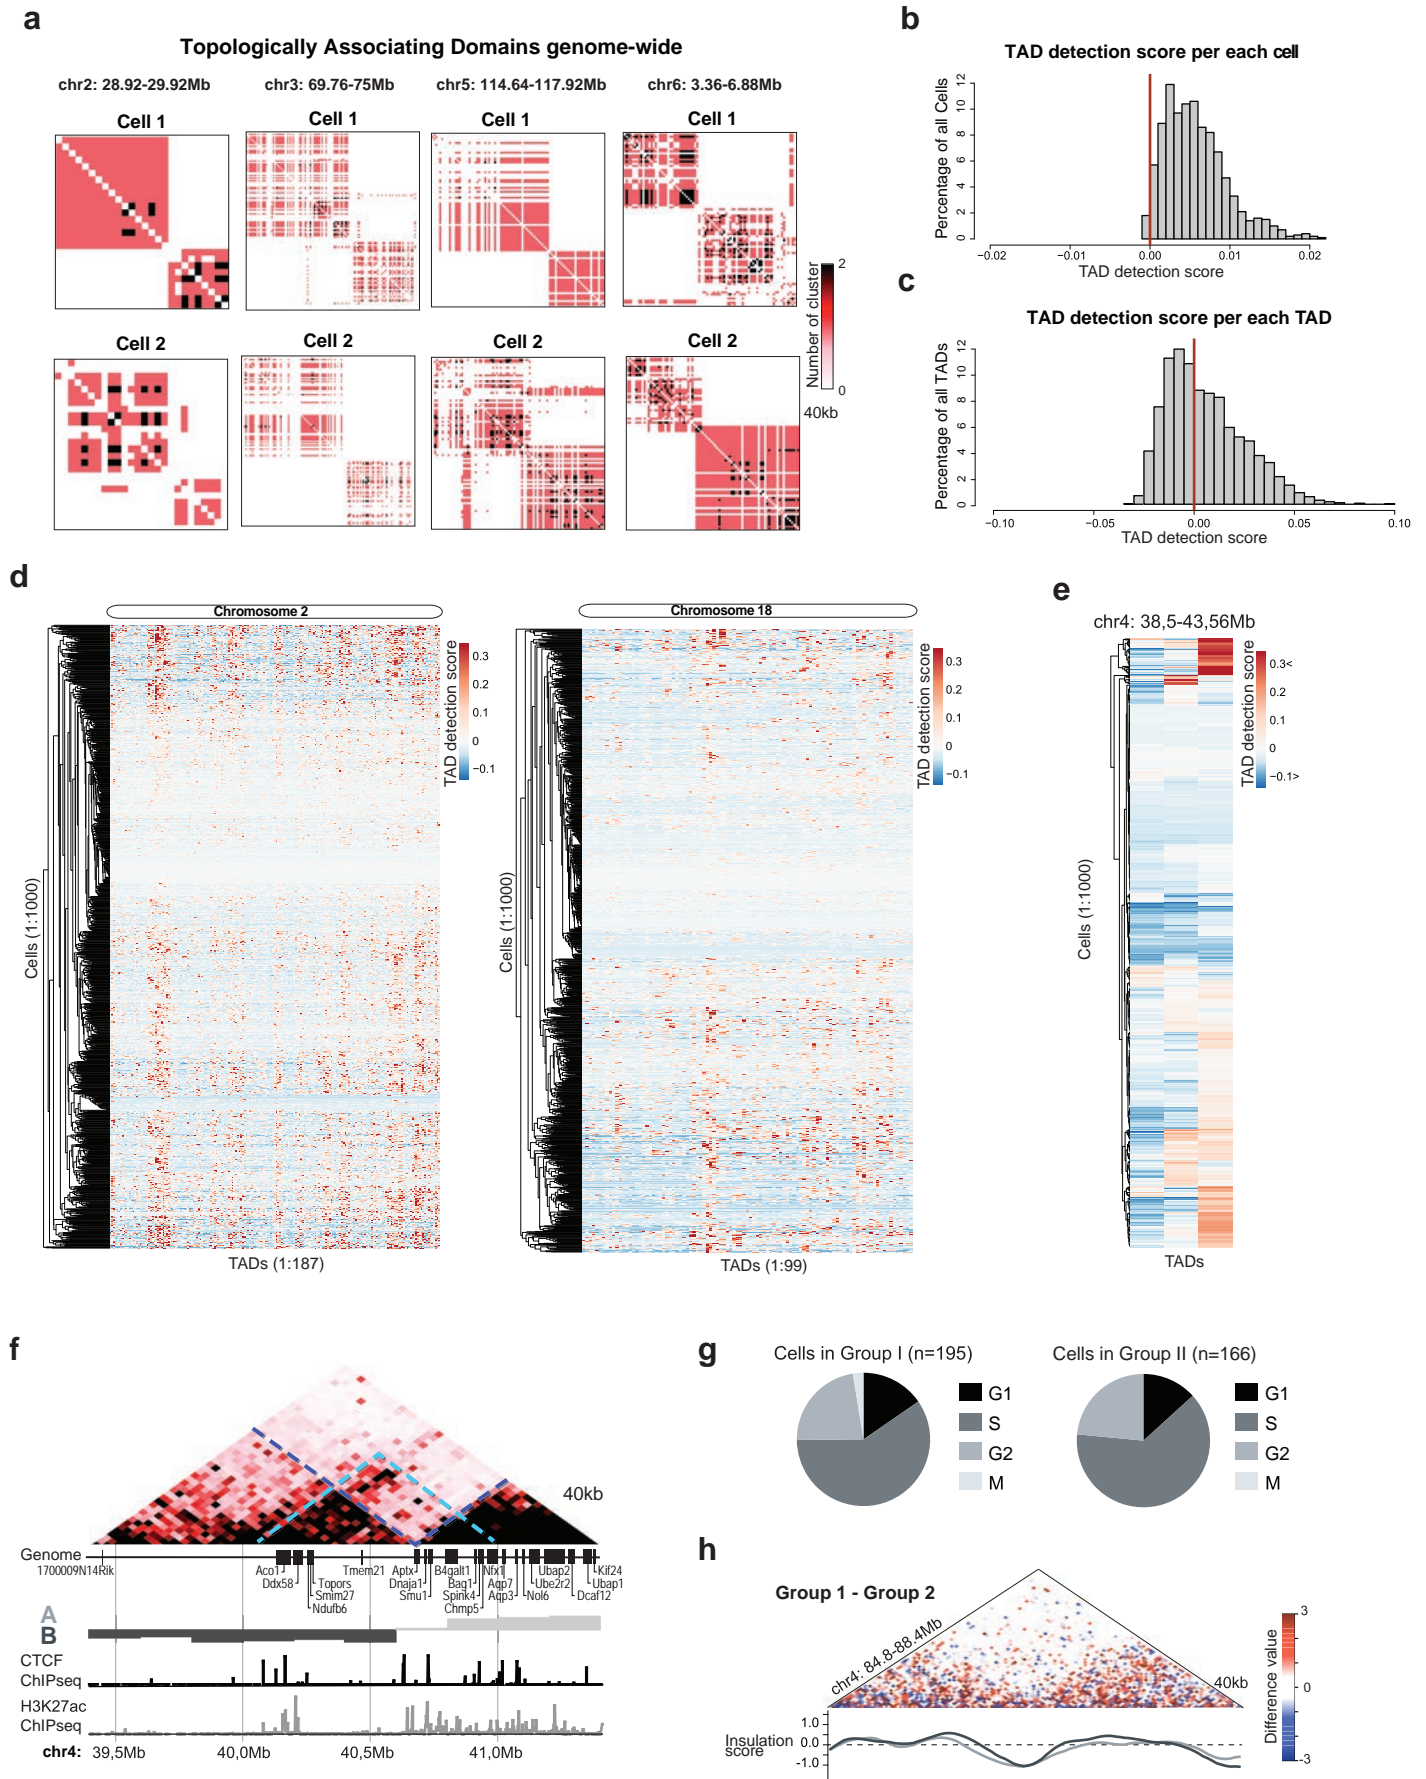 a
Topologically Associating Domains genome-wide
chr2: 28.92-29.92Mb
chr3: 69.76-75Mb
chr5: 114.64-117.92Mb
chr6: 3.36-6.88Mb
Cell 1
Cell 1
Cell 1
Cell 1
Cell 2
Cell 2
Cell 2
Cell 2
Number of cluster
2
0
40kb
b
TAD detection score per each cell
Percentage of all Cells
0 2 4 6 8 10 12
−0.02 −0.01 0.00 0.01 0.02
TAD detection score
c
TAD detection score per each TAD
Percentage of all TADs
0 2 4 6 8 10 12
−0.10 −0.05 0.00 0.05 0.10
TAD detection score
d
Chromosome 2
Cells (1:1000)
TADs (1:187)
TAD detection score
0.3
0.2
0.1
0
−0.1
Chromosome 18
Cells (1:1000)
TADs (1:99)
TAD detection score
0.3
0.2
0.1
0
−0.1
e
chr4: 38,5-43,56Mb
Cells (1:1000)
TADs
TAD detection score
0.3<
0.2
0.1
0
−0.1>
f
40kb
Genome
1700009N14Rik
Aco1
Ddx58
Topors
Smim27
Ndufb6
Tmem21
Aptx
Dnaja1
Smu1
B4galt1
Bag1
Spink4
Chmp5
Nfx1
Aqp7
Aqp3
Nol6
Ubap2
Ube2r2
Dcaf12
Ubap1
Kif24
A
B
CTCF
ChIPseq
H3K27ac
ChIPseq
chr4: 39,5Mb 40,0Mb 40,5Mb 41,0Mb
g
Cells in Group I (n=195)
G1
S
G2
M
Cells in Group II (n=166)
G1
S
G2
M
h
Group 1 - Group 2
chr4: 84.8-88.4Mb
40kb
Difference value
3
0
-3
Insulation
score
1.0
0.0
-1.0